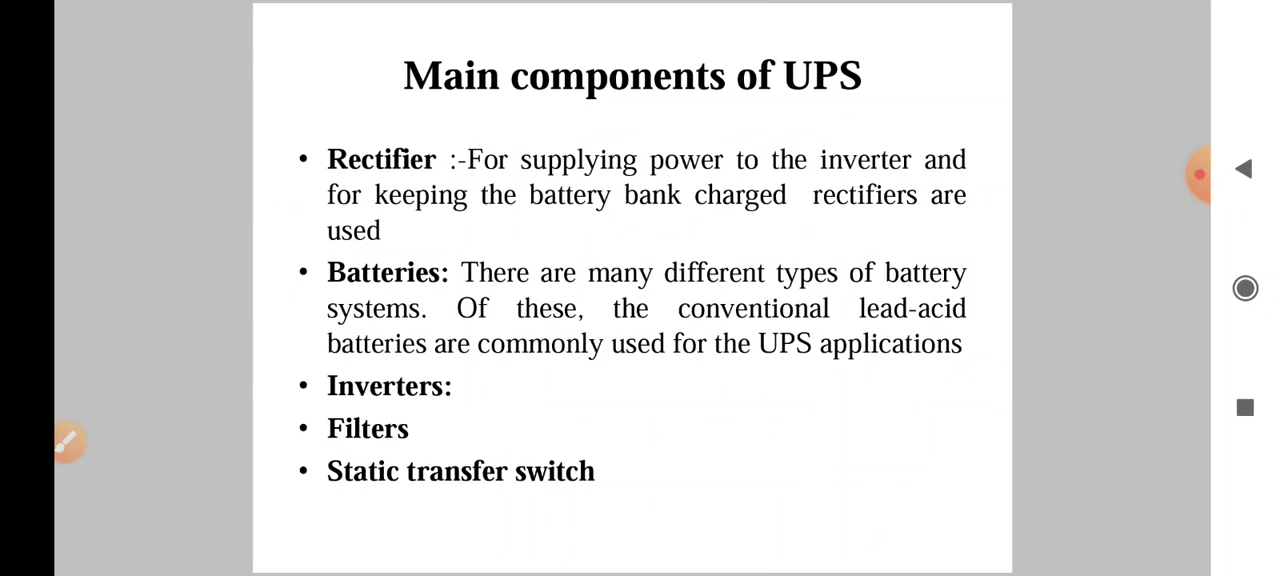 Main components of UPS
• Rectifier :-For supplying power to the inverter and
for keeping the battery bank charged rectifiers are
used
• Batteries: There are many different types of battery
systems. Of these, the conventional lead-acid
batteries are commonly used for the UPS applications
• Inverters:
• Filters
• Static transfer switch